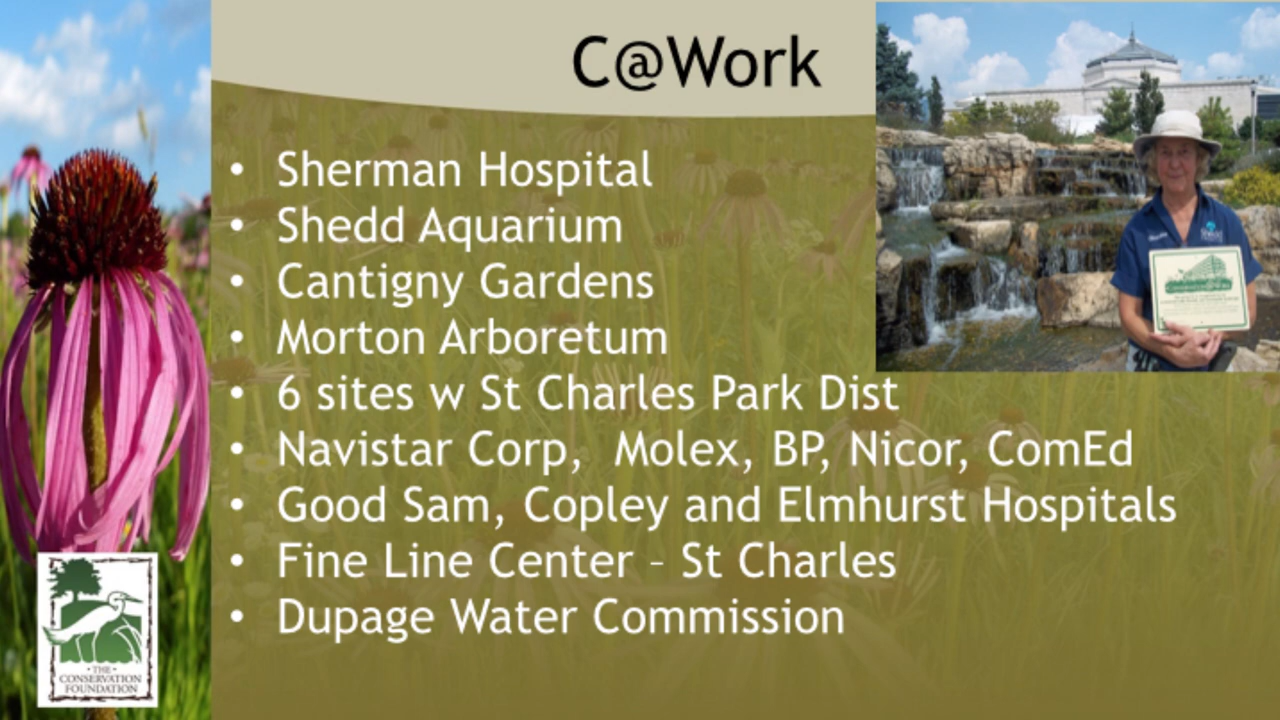 C@Work
• Sherman Hospital
• Shedd Aquarium
• Cantigny Gardens
• Morton Arboretum
• 6 sites w St Charles Park Dist
• Navistar Corp,  Molex, BP, Nicor, ComEd
• Good Sam, Copley and Elmhurst Hospitals
• Fine Line Center – St Charles
• Dupage Water Commission
• THE •
CONSERVATION
FOUNDATION